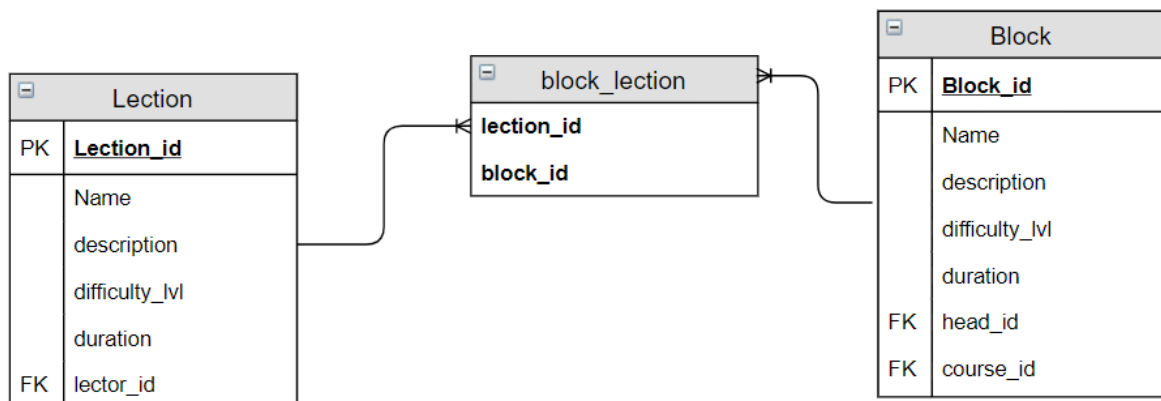 Lection
PK Lection_id
Name
description
difficulty_lvl
duration
FK lector_id
block_lection
lection_id
block_id
Block
PK Block_id
Name
description
difficulty_lvl
duration
FK head_id
FK course_id